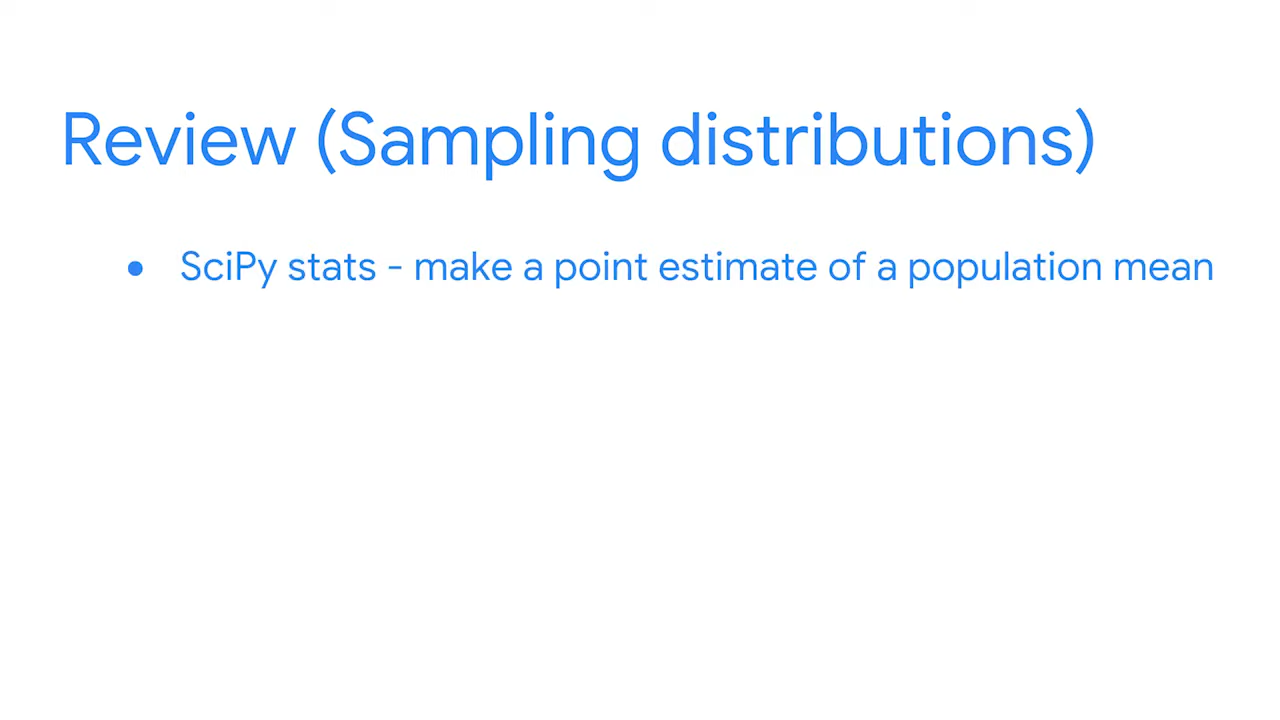 Review (Sampling distributions)
● SciPy stats - make a point estimate of a population mean